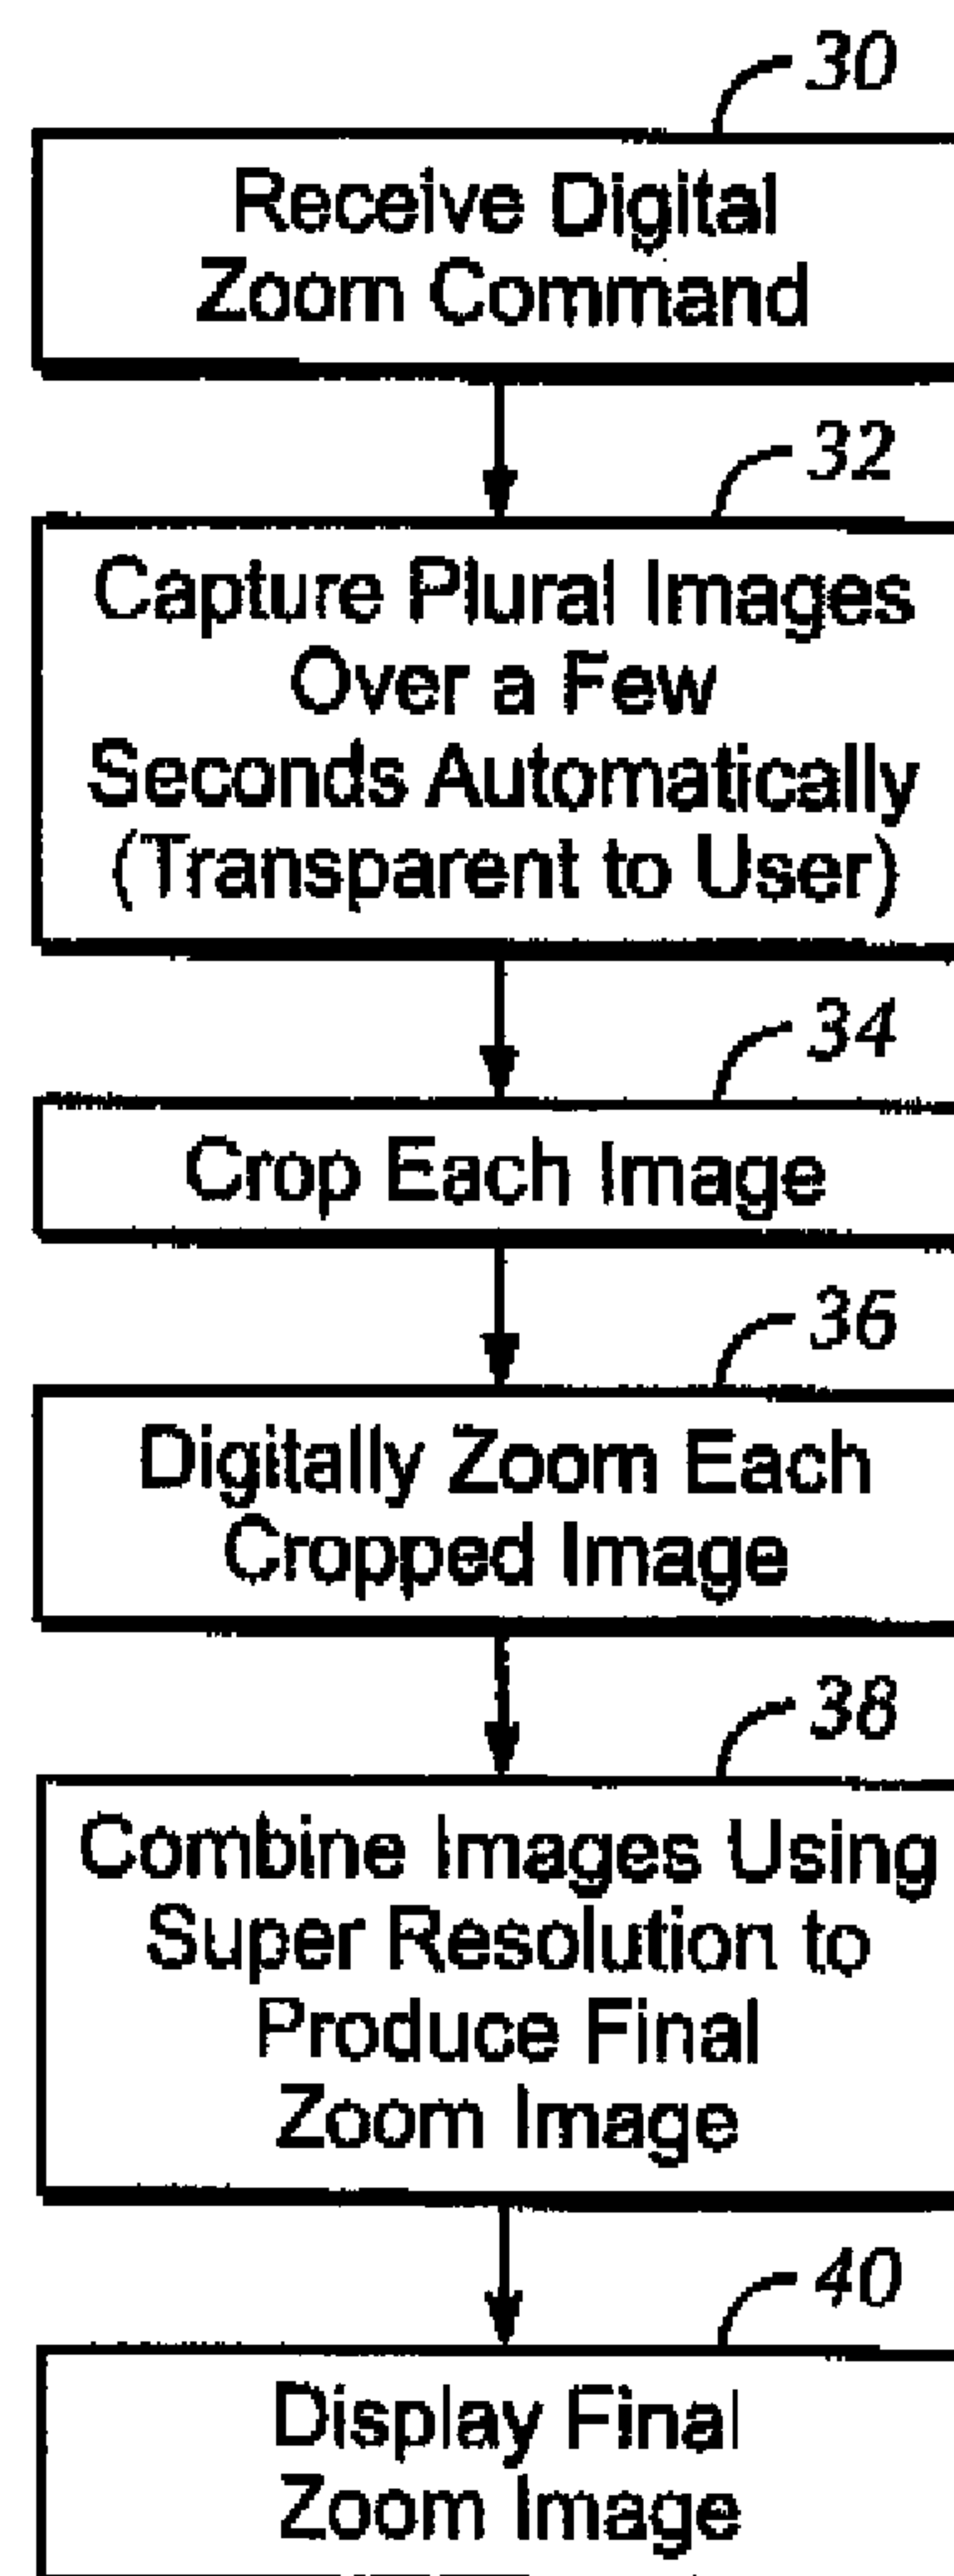 30
Receive Digital
Zoom Command
32
Capture Plural Images
Over a Few
Seconds Automatically
(Transparent to User)
34
Crop Each Image
36
Digitally Zoom Each
Cropped Image
38
Combine Images Using
Super Resolution to
Produce Final
Zoom Image
40
Display Final
Zoom Image